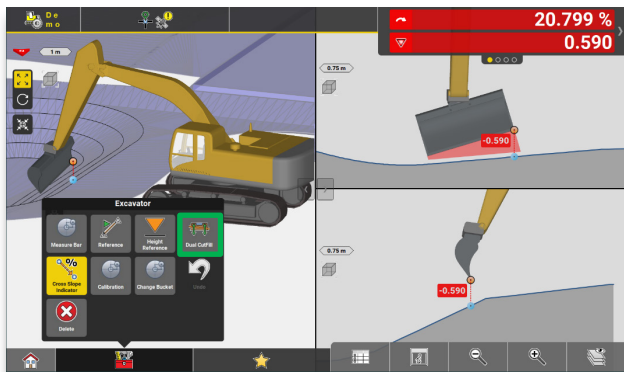 De
mo
20.799 %
0.590
1 m
0.75 m
-0.590
Excavator
Measure Bar
Reference
Height
Reference
Dual Cut/Fill
%
Cross Slope
Indicator
Calibration
Change Bucket
Undo
Delete
0.75 m
-0.590